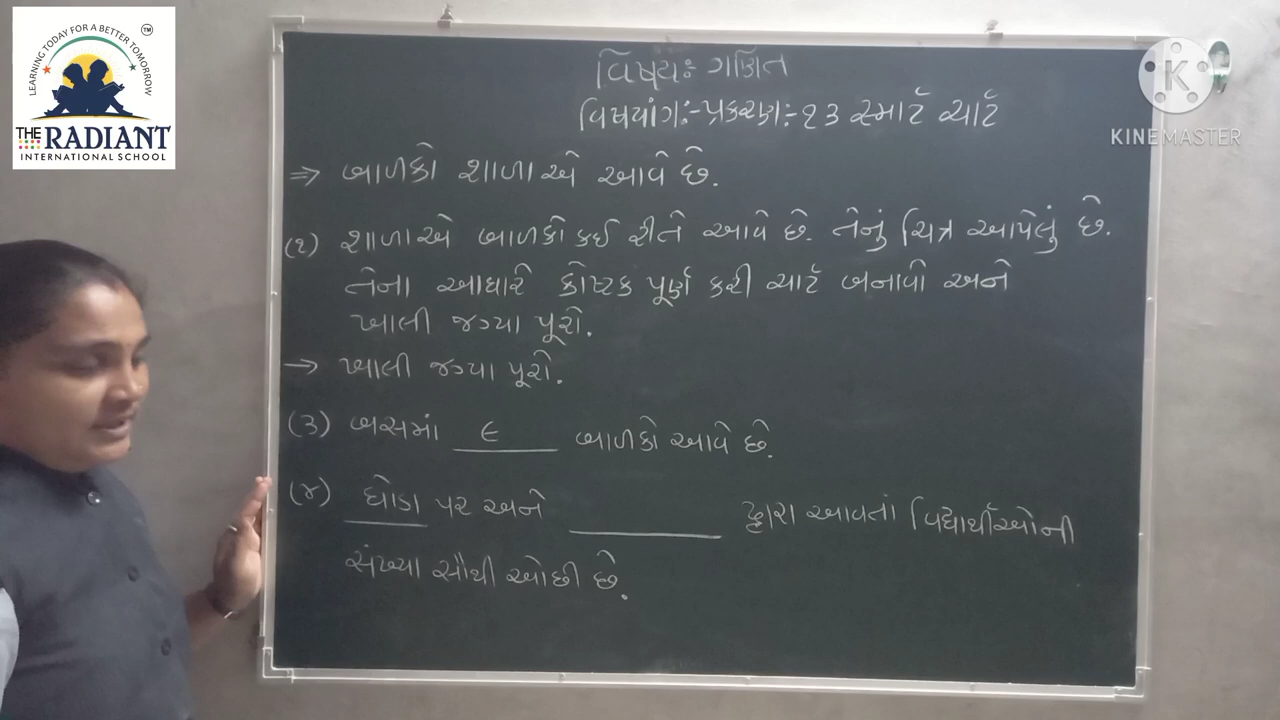 LEARNING TODAY FOR A BETTER TOMORROW
TM
THE RADIANT
INTERNATIONAL SCHOOL
K
KINEMASTER
વિષય:- ગણિત
વિષયાંગ:- પ્રકરણ:- ૧૩ સ્માર્ટ ચાર્ટ
⇒ બાળકો શાળાએ આવે છે.
(૧) શાળાએ બાળકો કઈ રીતે આવે છે. તેનું ચિત્ર આપેલું છે.
તેના આધારે કોષ્ટક પૂર્ણ કરી ચાર્ટ બનાવો અને
ખાલી જગ્યા પૂરો.
→ ખાલી જગ્યા પૂરો.
(૩) બસમાં ૯ બાળકો આવે છે.
(૪) ઘોડા પર અને ________ દ્વારા આવતાં વિદ્યાર્થીઓની
સંખ્યા સૌથી ઓછી છે.